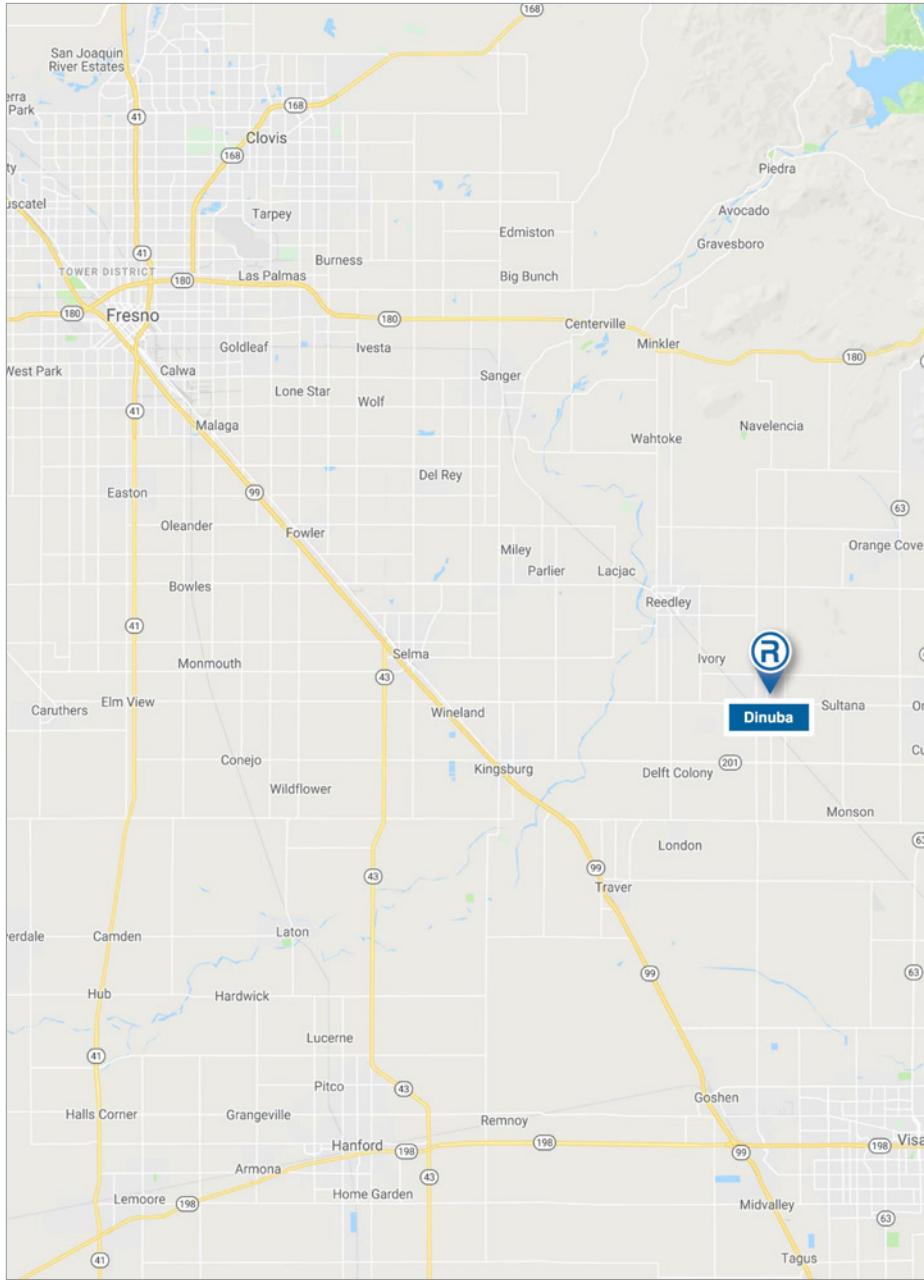 168
San Joaquin
River Estates
erra
Park
41
168
Clovis
168
ty
Piedra
uscatel
Tarpey
Avocado
Edmiston
Gravesboro
41
Burness
TOWER DISTRICT
Las Palmas
Big Bunch
180
180
Fresno
180
Centerville
Goldleaf
Ivesta
Minkler
180
West Park
Calwa
Sanger
Lone Star
Wolf
41
Malaga
Navelencia
Wahtoke
Del Rey
Easton
99
63
Oleander
Fowler
Orange Cove
Miley
Parlier
Lacjac
Bowles
Reedley
41
R
Selma
Ivory
Monmouth
43
Elm View
Caruthers
Wineland
Dinuba
Sultana
Or
Cu
Conejo
Kingsburg
Delft Colony
201
Wildflower
Monson
63
London
99
43
Traver
Laton
verdale
Camden
99
63
Hub
Hardwick
Lucerne
41
Pitco
43
Goshen
Halls Corner
Grangeville
Remnoy
Hanford
198
198
99
198
Visa
Armona
43
Lemoore
198
Home Garden
Midvalley
63
41
Tagus